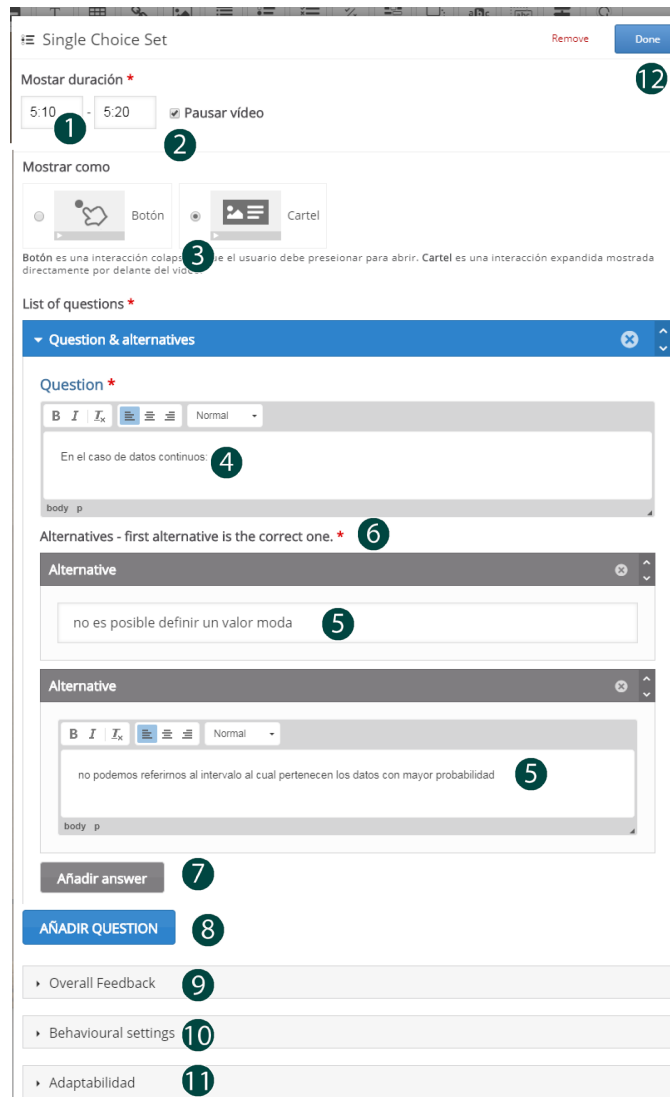 Single Choice Set
Remove
Done
12
Mostar duración *
5:10 - 5:20
Pausar vídeo
1
2
Mostrar como
Botón
Cartel
3
Botón es una interacción colaps ue el usuario debe preseionar para abrir. Cartel es una interacción expandida mostrada
directamente por delante del víde
List of questions *
Question & alternatives
Question *
B I Tx Normal
En el caso de datos continuos: 4
body p
Alternatives - first alternative is the correct one. * 6
Alternative
no es posible definir un valor moda 5
Alternative
B I Tx Normal
no podemos referirnos al intervalo al cual pertenecen los datos con mayor probabilidad 5
body p
Añadir answer 7
AÑADIR QUESTION 8
Overall Feedback 9
Behavioural settings 10
Adaptabilidad 11